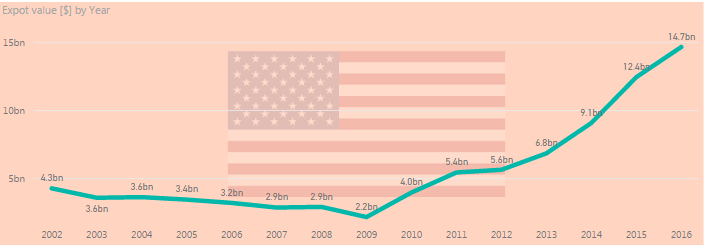 Expot value [$] by Year
15bn
10bn
5bn
4.3bn
3.6bn
3.6bn
3.4bn
3.2bn
2.9bn
2.9bn
2.2bn
4.0bn
5.4bn
5.6bn
6.8bn
9.1bn
12.4bn
14.7bn
2002 2003 2004 2005 2006 2007 2008 2009 2010 2011 2012 2013 2014 2015 2016